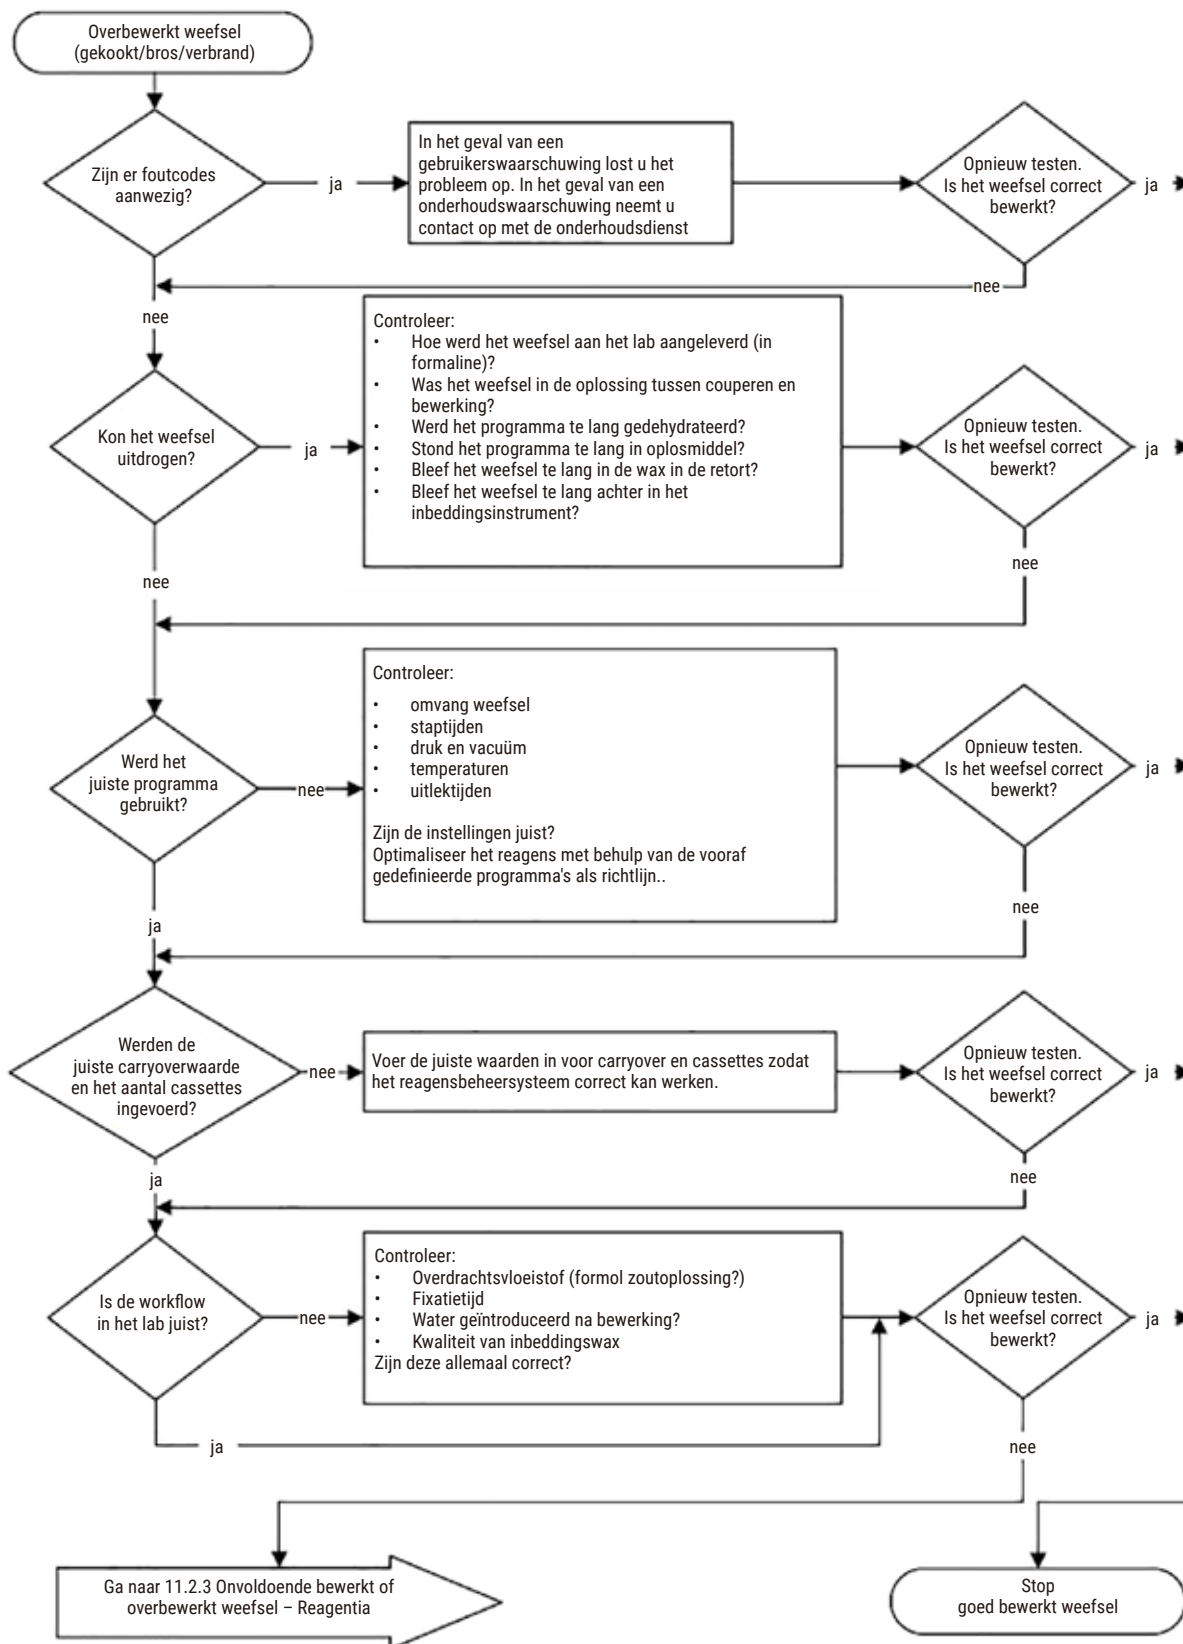 Overbewerkt weefsel
(gekookt/bros/verbrand)
Zijn er foutcodes
aanwezig?
ja
In het geval van een
gebruikerswaarschuwing lost u het
probleem op. In het geval van een
onderhoudswaarschuwing neemt u
contact op met de onderhoudsdienst
Opnieuw testen.
Is het weefsel correct
bewerkt?
ja
nee
nee
Kon het weefsel
uitdrogen?
ja
Controleer:
• Hoe werd het weefsel aan het lab aangeleverd (in
formaline)?
• Was het weefsel in de oplossing tussen couperen en
bewerking?
• Werd het programma te lang gedehydrateerd?
• Stond het programma te lang in oplosmiddel?
• Bleef het weefsel te lang in de wax in de retort?
• Bleef het weefsel te lang achter in het
inbeddingsinstrument?
Opnieuw testen.
Is het weefsel correct
bewerkt?
ja
nee
nee
Werd het
juiste programma
gebruikt?
nee
Controleer:
• omvang weefsel
• staptijden
• druk en vacuüm
• temperaturen
• uitlektijden
Zijn de instellingen juist?
Optimaliseer het reagens met behulp van de vooraf
gedefinieerde programma's als richtlijn..
Opnieuw testen.
Is het weefsel correct
bewerkt?
ja
nee
ja
Werden de
juiste carryoverwaarde
en het aantal cassettes
ingevoerd?
nee
Voer de juiste waarden in voor carryover en cassettes zodat
het reagensbeheersysteem correct kan werken.
Opnieuw testen.
Is het weefsel correct
bewerkt?
ja
nee
ja
Is de workflow
in het lab juist?
nee
Controleer:
• Overdrachtsvloeistof (formol zoutoplossing?)
• Fixatietijd
• Water geïntroduceerd na bewerking?
• Kwaliteit van inbeddingswax
Zijn deze allemaal correct?
Opnieuw testen.
Is het weefsel correct
bewerkt?
ja
ja
nee
Ga naar 11.2.3 Onvoldoende bewerkt of
overbewerkt weefsel – Reagentia
Stop
goed bewerkt weefsel